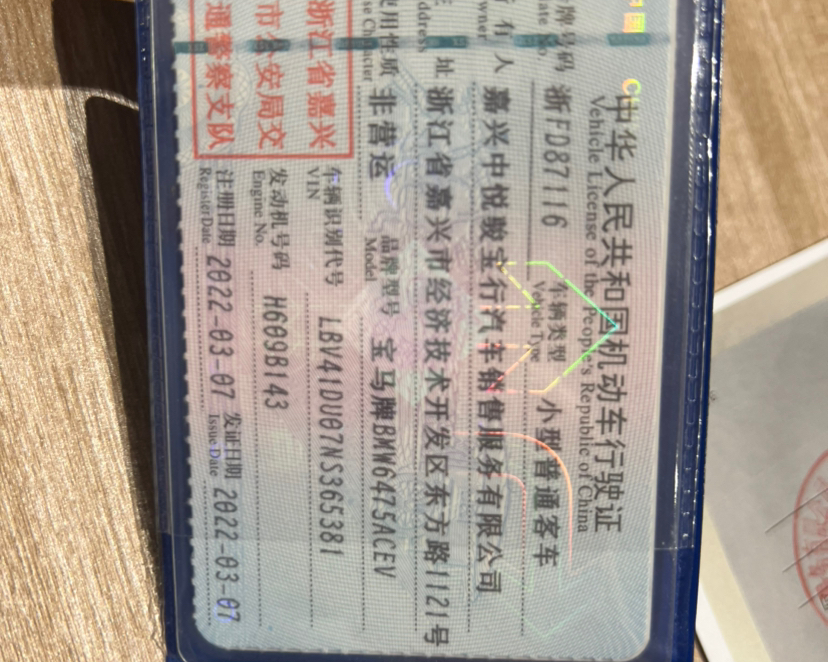 中华人民共和国机动车行驶证
Vehicle License of the People's Republic of China
号牌号码 浙FD87116 车辆类型 小型普通客车
Plate No. Vehicle Type
所有人 嘉兴中悦骏宝行汽车销售服务有限公司
Owner
住址 浙江省嘉兴市经济技术开发区东方路1121号
Address
使用性质 非营运 品牌型号 宝马牌BMW6475ACEV
Use Character Model
浙江省嘉兴
市公安局交
通警察支队
车辆识别代号 LBV41DU07NS365381
VIN
发动机号码 H609B143
Engine No.
注册日期 2022-03-07 发证日期 2022-03-07
Register Date Issue Date